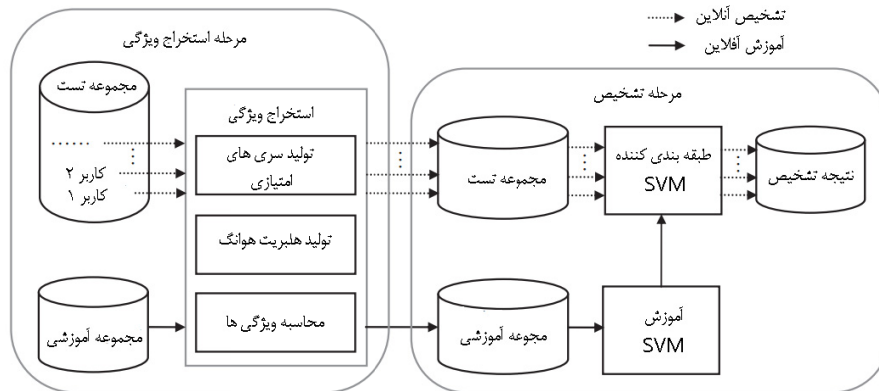 تشخیص آنلاین
آموزش آفلاین
مرحله استخراج ویژگی
مجموعه تست
......
⋮
کاربر ۲
کاربر ۱
استخراج ویژگی
تولید سری های
امتیازی
تولید هلبریت هوانگ
محاسبه ویژگی ها
مجموعه آموزشی
مرحله تشخیص
مجموعه تست
طبقه بندی کننده
SVM
نتیجه تشخیص
مجوعه آموزشی
آموزش
SVM